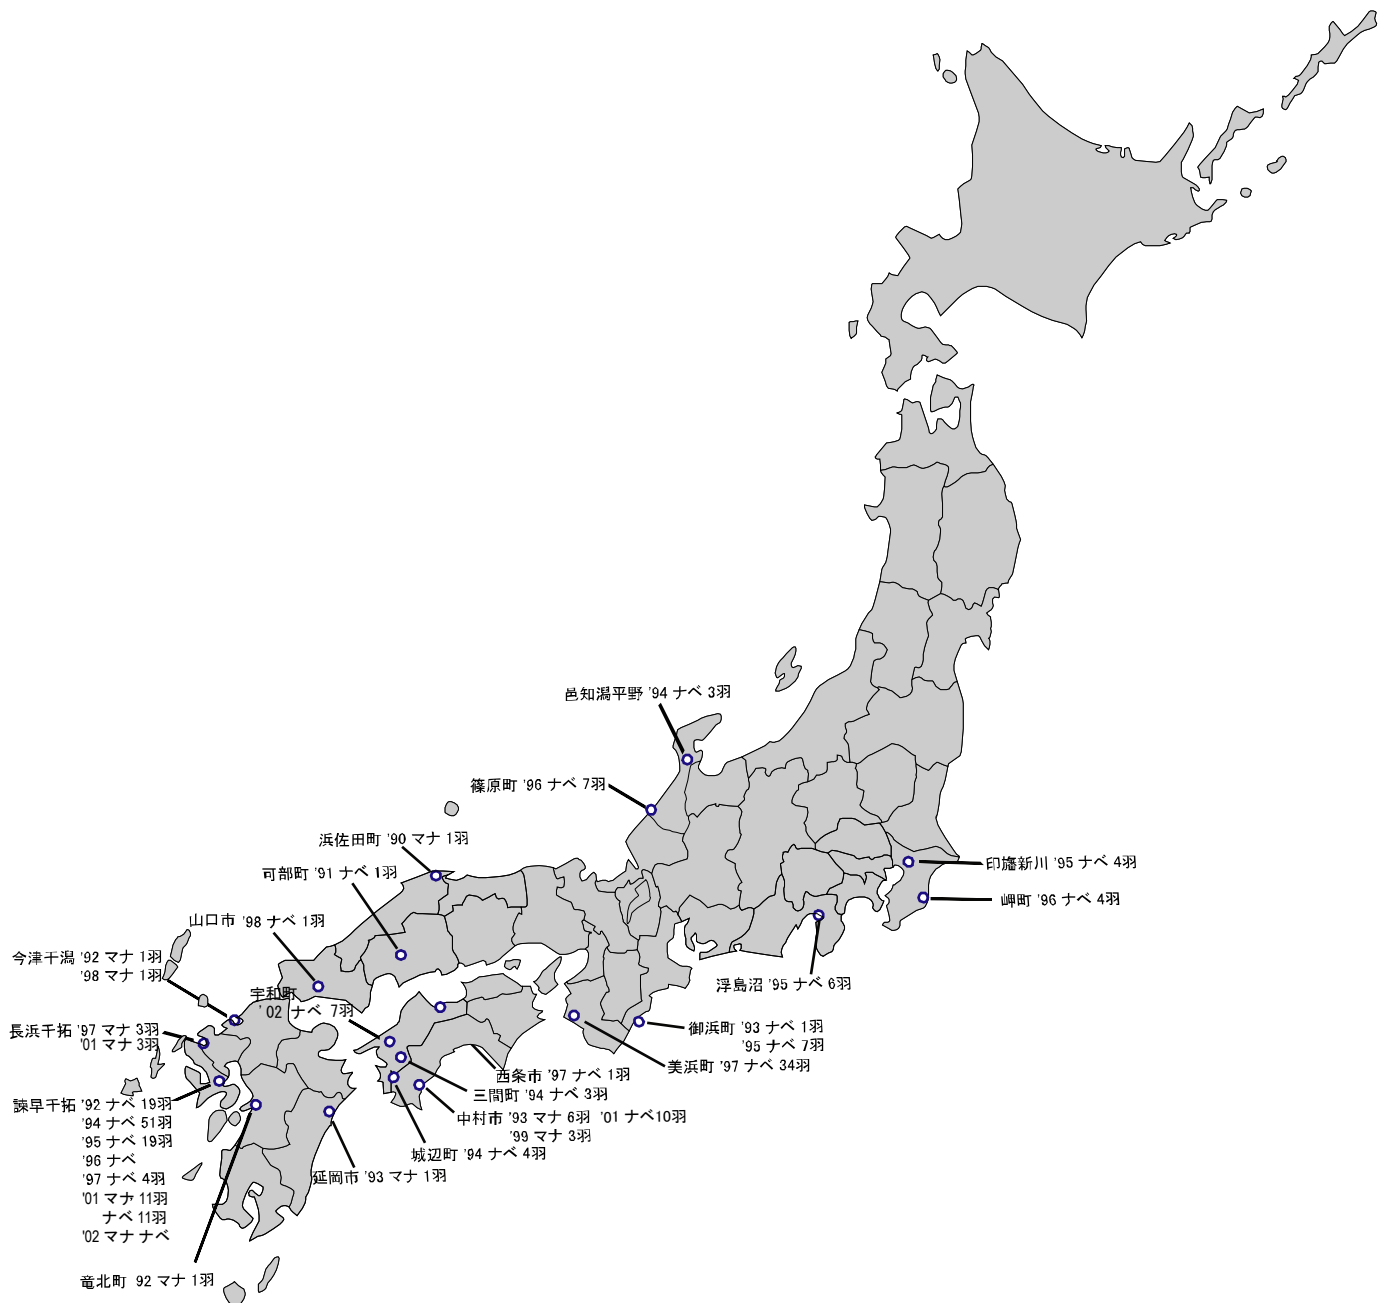 邑知潟平野 '94 ナベ 3羽
篠原町 '96 ナベ 7羽
浜佐田町 '90 マナ 1羽
可部町 '91 ナベ 1羽
印旛新川 '95 ナベ 4羽
岬町 '96 ナベ 4羽
山口市 '98 ナベ 1羽
今津干潟 '92 マナ 1羽
'98 マナ 1羽
浮島沼 '95 ナベ 6羽
宇和町
'02 ナベ 7羽
長浜干拓 '97 マナ 3羽
'01 マナ 3羽
御浜町 '93 ナベ 1羽
'95 ナベ 7羽
美浜町 '97 ナベ 34羽
西条市 '97 ナベ 1羽
三間町 '94 ナベ 3羽
中村市 '93 マナ 6羽 '01 ナベ10羽
'99 マナ 3羽
城辺町 '94 ナベ 4羽
延岡市 '93 マナ 1羽
諫早干拓 '92 ナベ 19羽
'94 ナベ 51羽
'95 ナベ 19羽
'96 ナベ
'97 ナベ 4羽
'01 マナ 11羽
ナベ 11羽
'02 マナ ナベ
竜北町 92 マナ 1羽